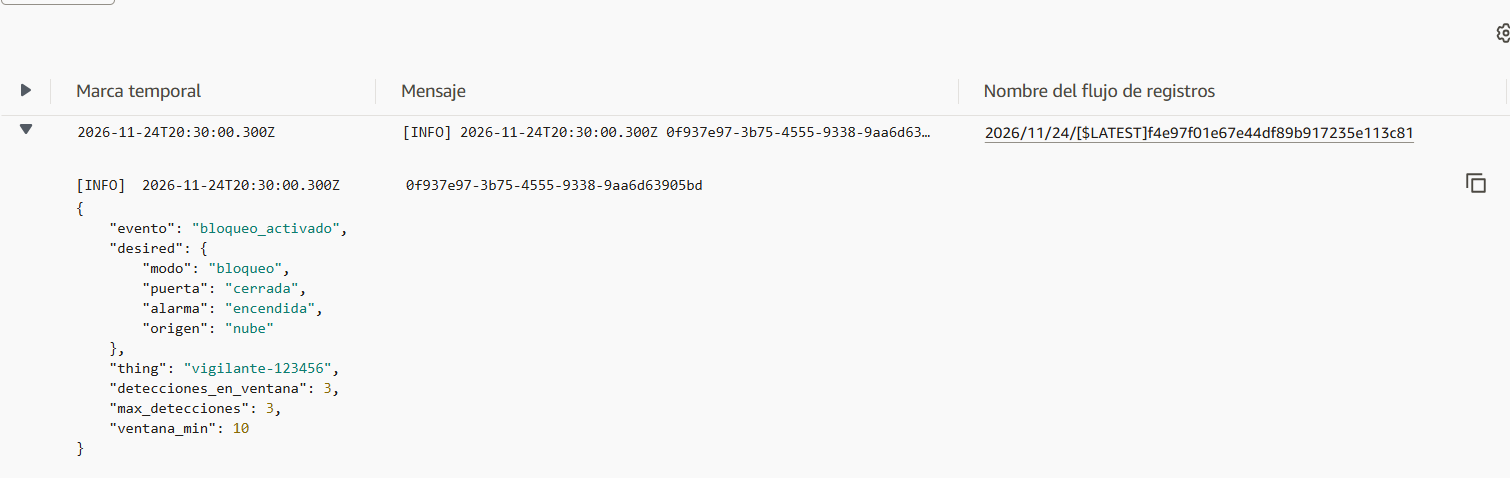 Marca temporal Mensaje Nombre del flujo de registros
2026-11-24T20:30:00.300Z [INFO] 2026-11-24T20:30:00.300Z 0f937e97-3b75-4555-9338-9aa6d63... 2026/11/24/[$LATEST]f4e97f01e67e44df89b917235e113c81
[INFO] 2026-11-24T20:30:00.300Z 0f937e97-3b75-4555-9338-9aa6d63905bd
{
    "evento": "bloqueo_activado",
    "desired": {
        "modo": "bloqueo",
        "puerta": "cerrada",
        "alarma": "encendida",
        "origen": "nube"
    },
    "thing": "vigilante-123456",
    "detecciones_en_ventana": 3,
    "max_detecciones": 3,
    "ventana_min": 10
}